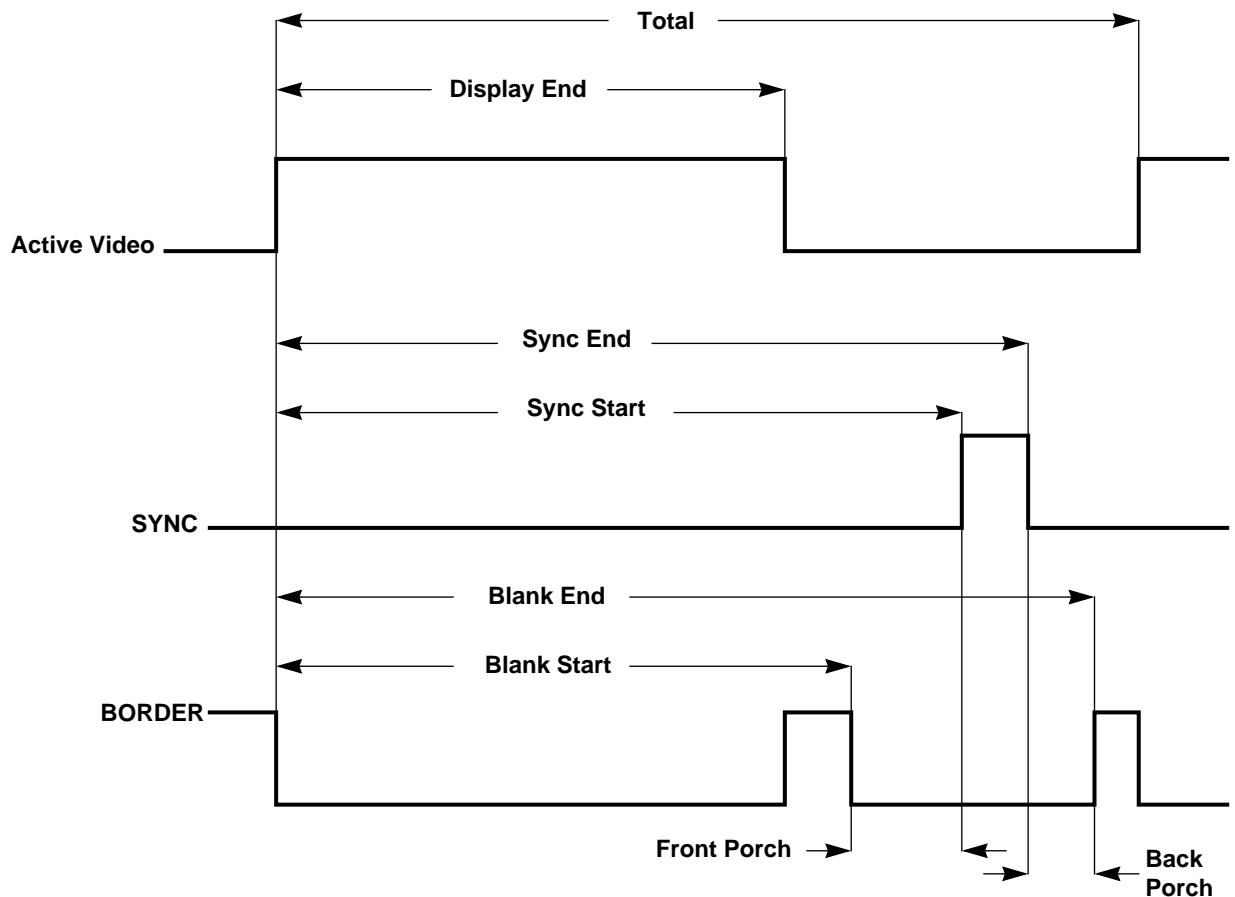 Total
Display End
Active Video
Sync End
Sync Start
SYNC
Blank End
Blank Start
BORDER
Front Porch
Back
Porch